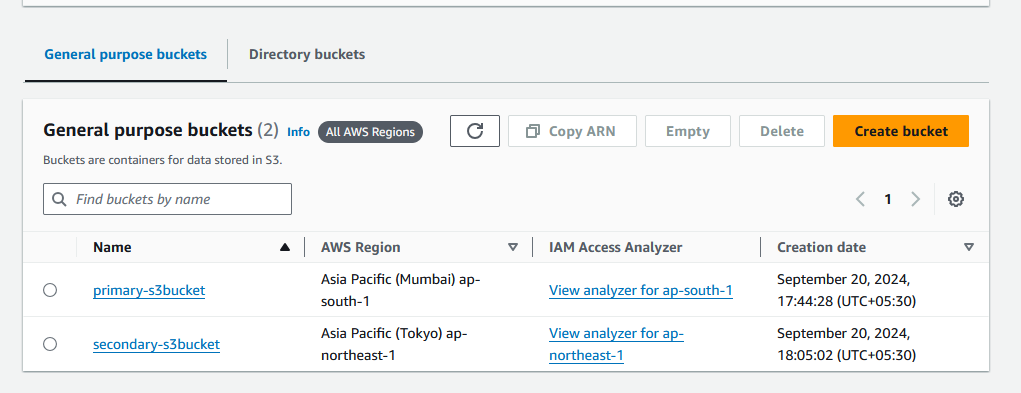 General purpose buckets
Directory buckets
General purpose buckets (2) Info All AWS Regions
Copy ARN
Empty
Delete
Create bucket
Buckets are containers for data stored in S3.
Find buckets by name
1
Name
AWS Region
IAM Access Analyzer
Creation date
primary-s3bucket
Asia Pacific (Mumbai) ap-
south-1
View analyzer for ap-south-1
September 20, 2024,
17:44:28 (UTC+05:30)
secondary-s3bucket
Asia Pacific (Tokyo) ap-
northeast-1
View analyzer for ap-
northeast-1
September 20, 2024,
18:05:02 (UTC+05:30)